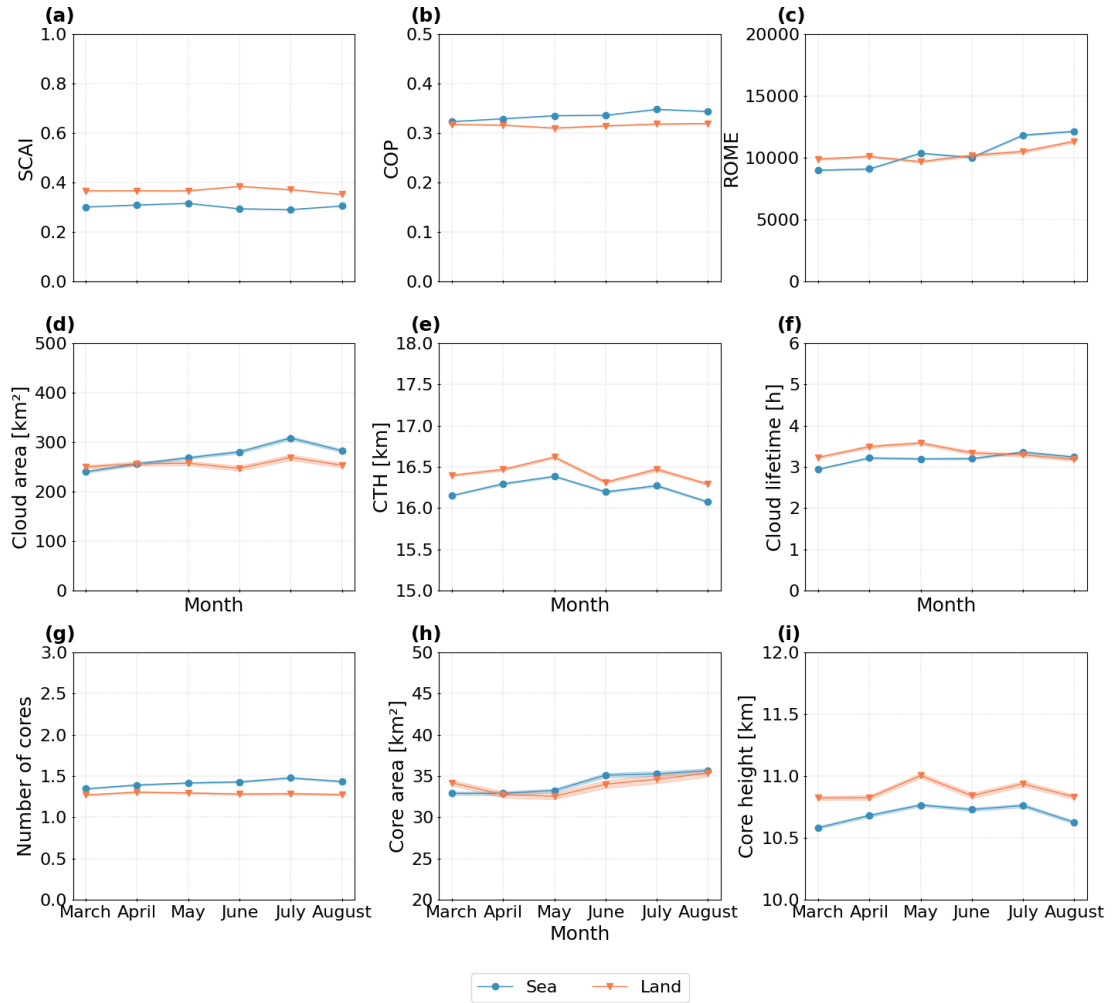 (a)
(b)
(c)
1.0
0.8
0.6
0.4
0.2
0.0
SCAI
0.5
0.4
0.3
0.2
0.1
0.0
COP
20000
15000
10000
5000
0
ROME
(d)
(e)
(f)
500
400
300
200
100
0
Cloud area [km²]
Month
18.0
17.5
17.0
16.5
16.0
15.5
15.0
CTH [km]
Month
6
5
4
3
2
1
0
Cloud lifetime [h]
Month
(g)
(h)
(i)
3.0
2.5
2.0
1.5
1.0
0.5
0.0
Number of cores
March April May June July August
50
45
40
35
30
25
20
Core area [km²]
March April May June July August
Month
12.0
11.5
11.0
10.5
10.0
Core height [km]
March April May June July August
Sea Land